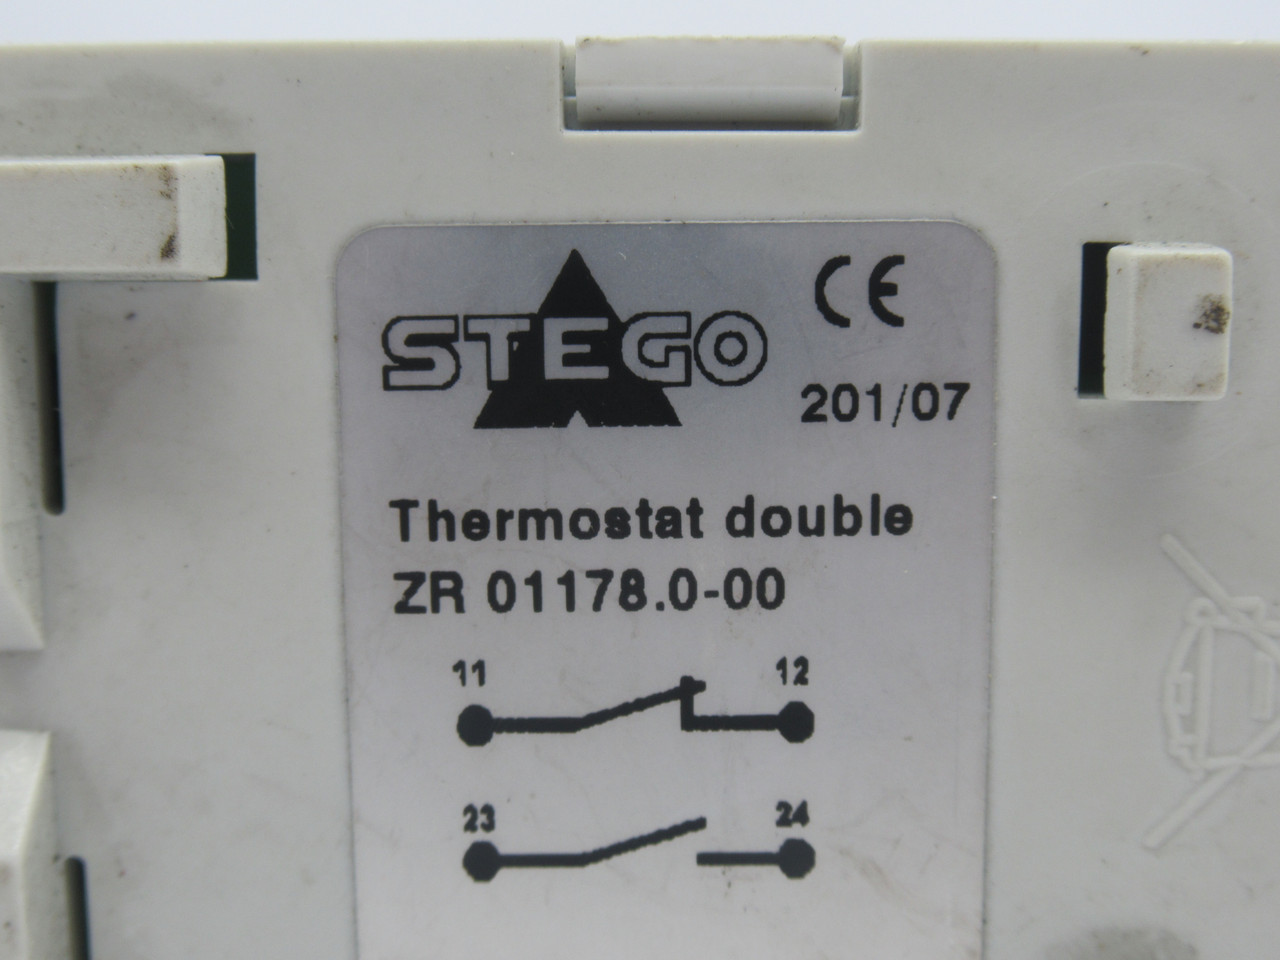 STEGO
CE
201/07
Thermostat double
ZR 01178.0-00
11 12
23 24